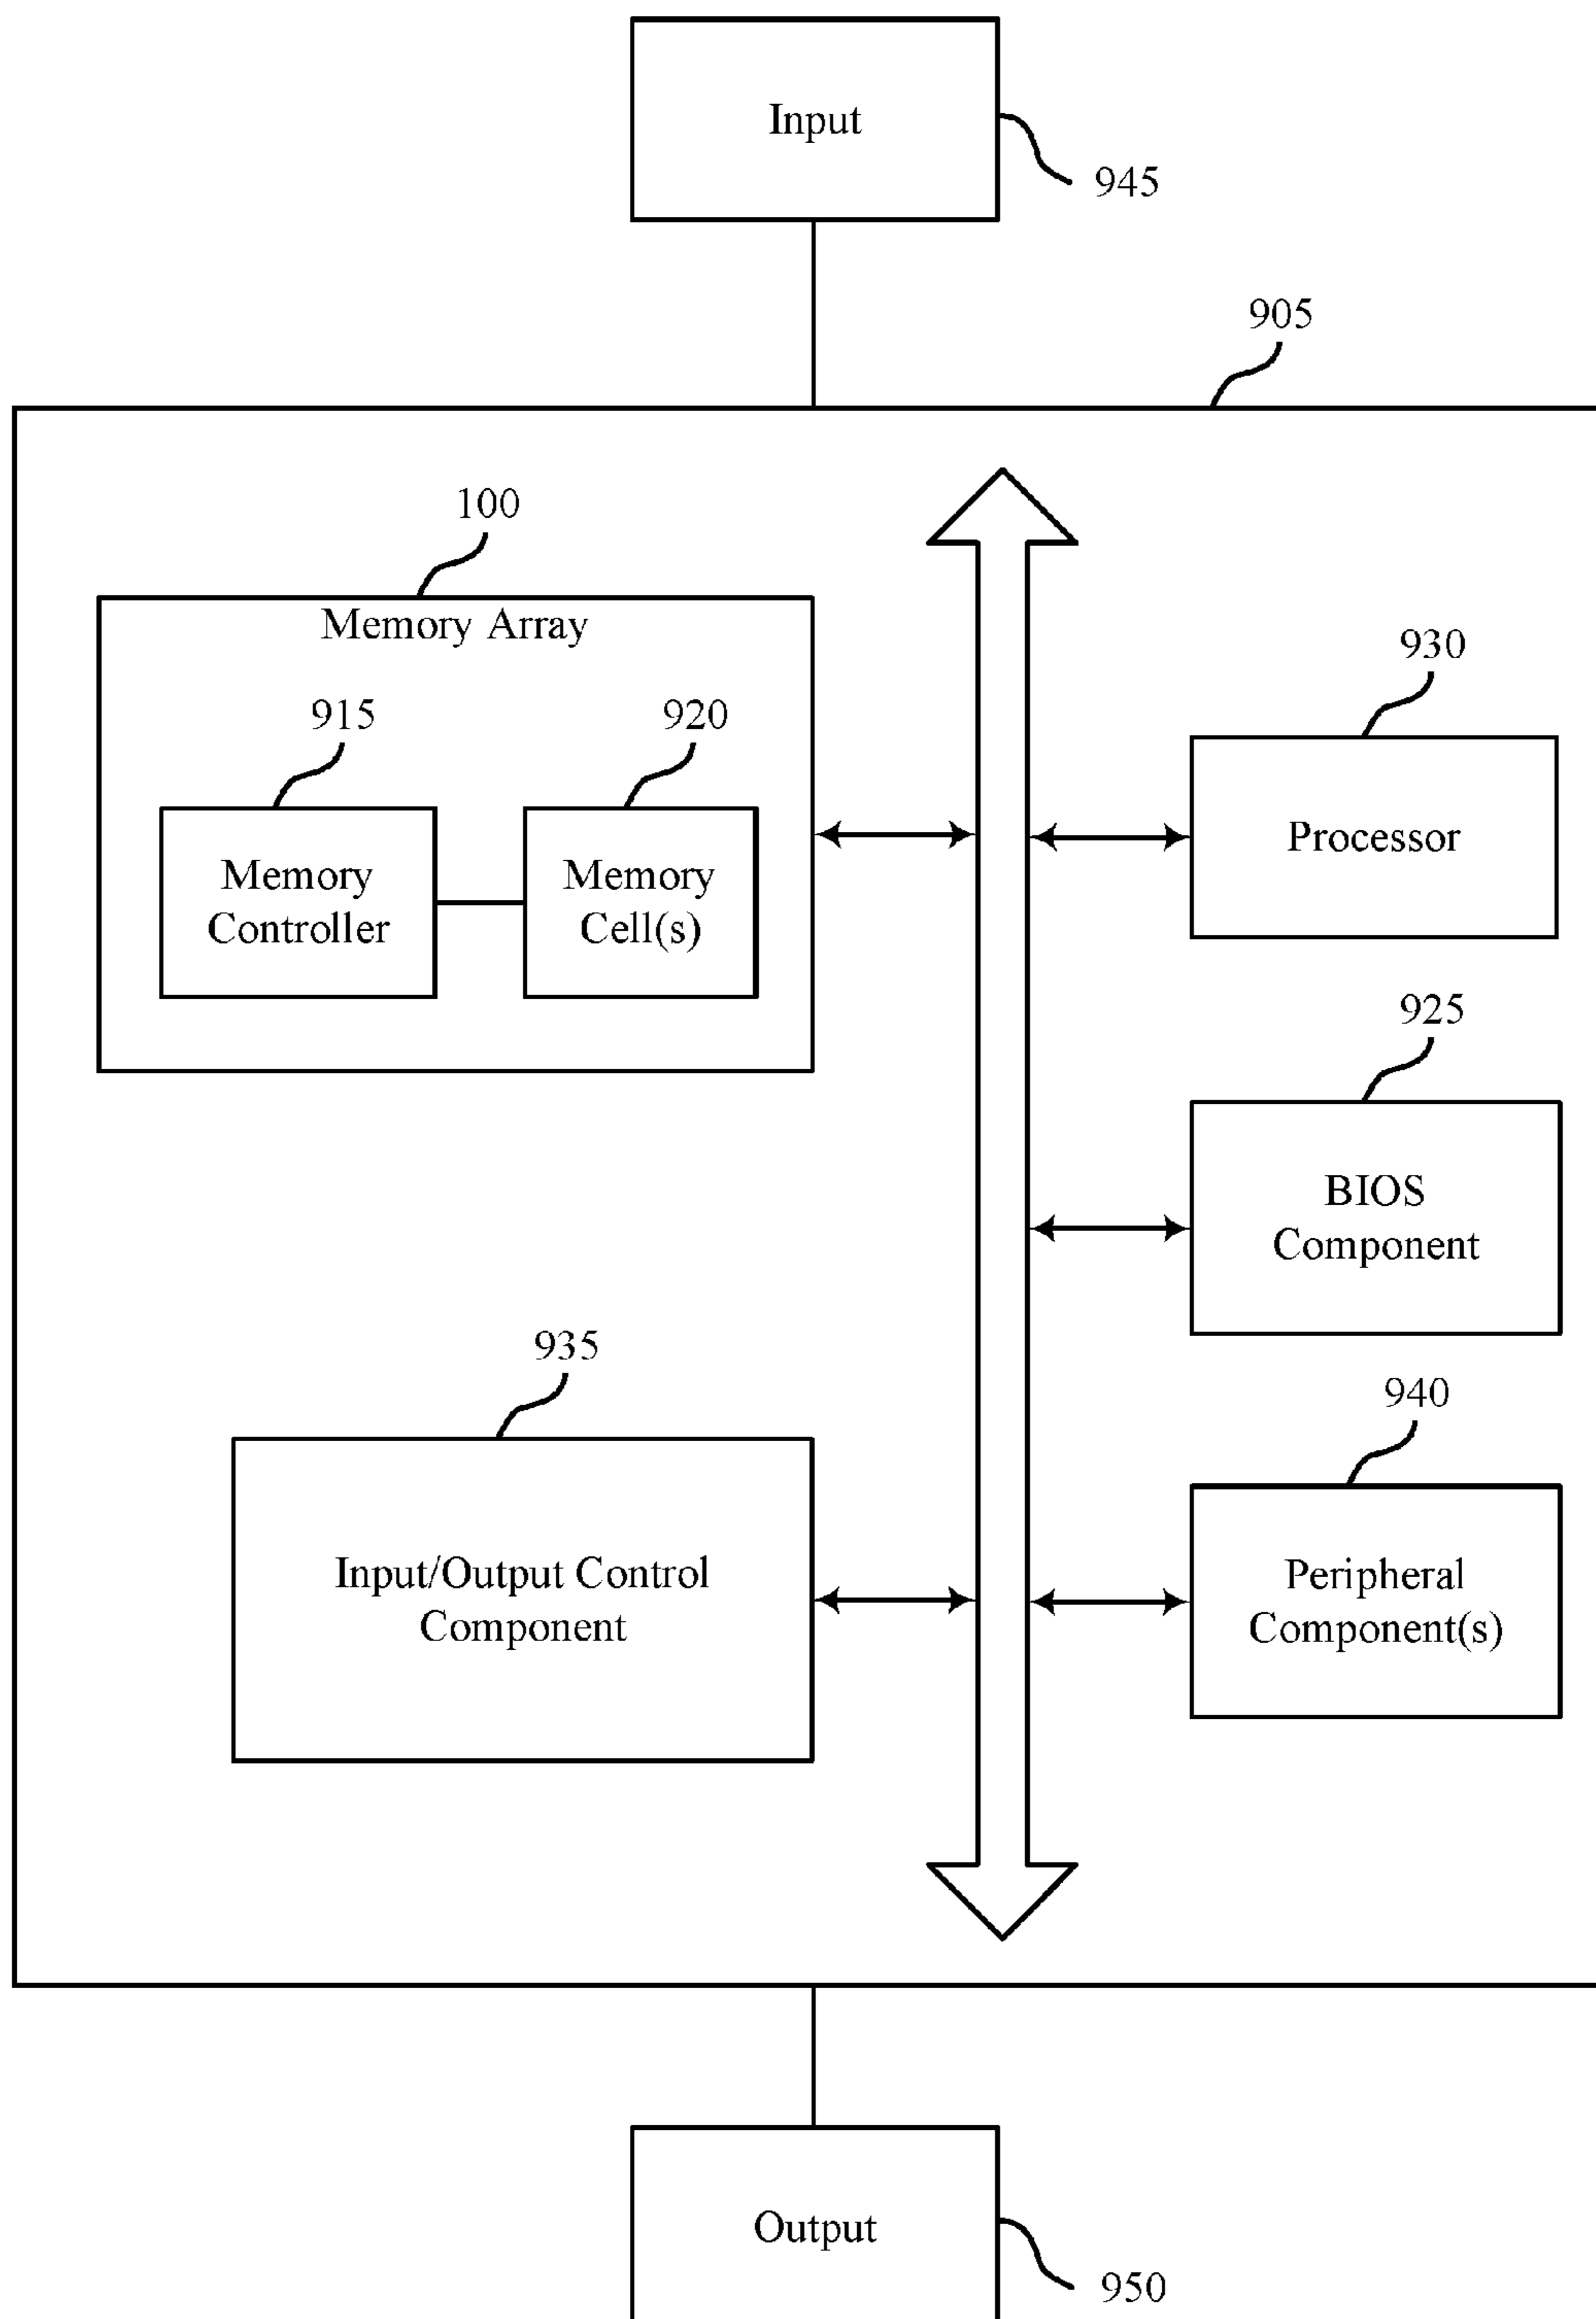 Input
945
905
100
Memory Array
930
915
920
Processor
Memory
Controller
Memory
Cell(s)
925
BIOS
Component
935
940
Input/Output Control
Component
Peripheral
Component(s)
Output
950